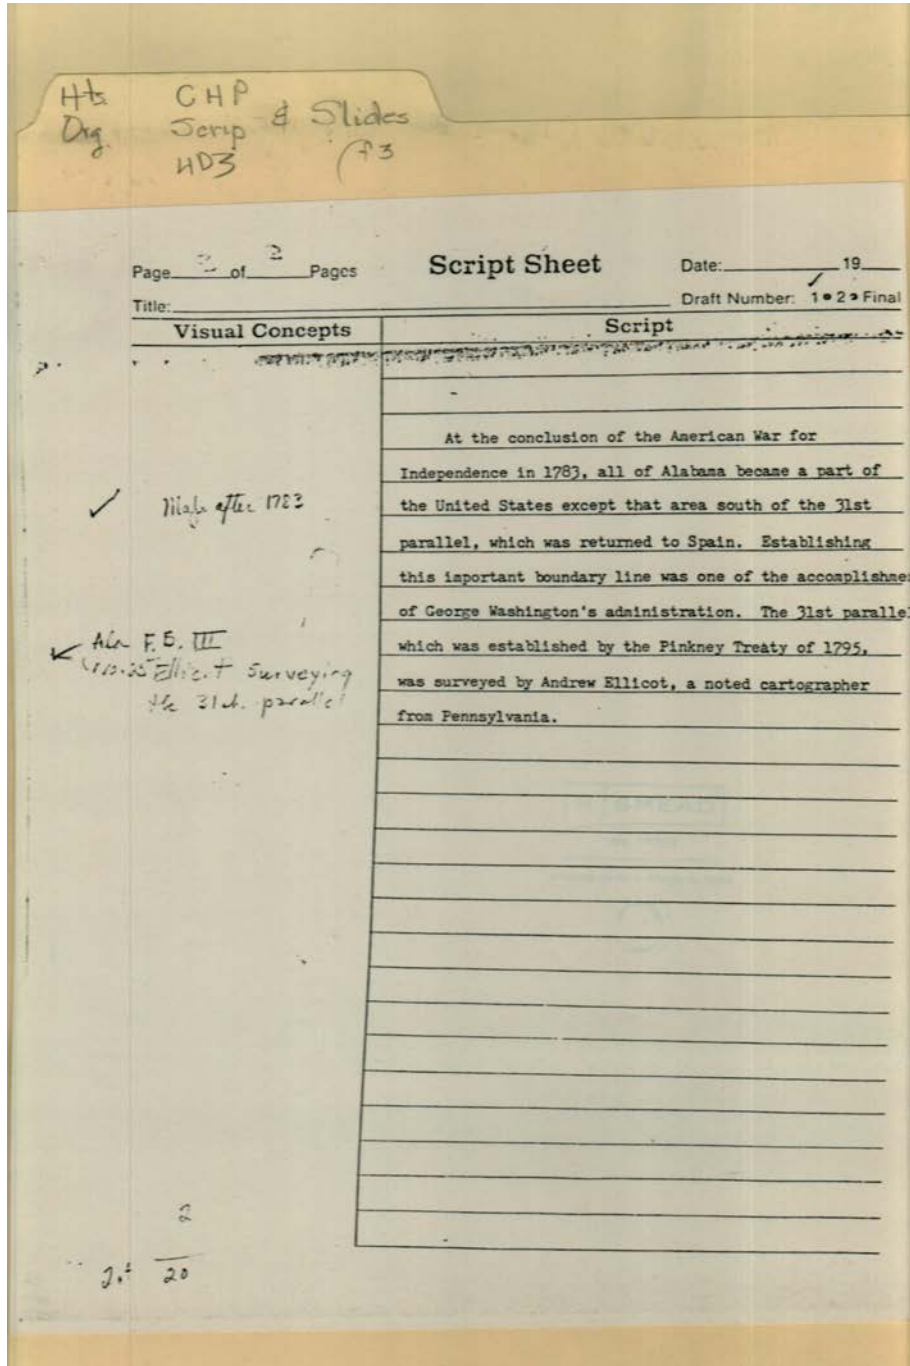 Hts. CHP
Org. Scrip & Slides
HD3 (f3
Page 2 of 2 Pages Script Sheet Date: 19
Title: Draft Number: 1 • 2 • Final
Visual Concepts Script
At the conclusion of the American War for
Independence in 1783, all of Alabama became a part of
✓ Map after 1783 the United States except that area south of the 31st
parallel, which was returned to Spain. Establishing
this important boundary line was one of the accomplishme
of George Washington's administration. The 31st paralle
Ala F.S. III which was established by the Pinkney Treaty of 1795,
Ellicot Surveying was surveyed by Andrew Ellicot, a noted cartographer
the 31st. parallel from Pennsylvania.
2
20